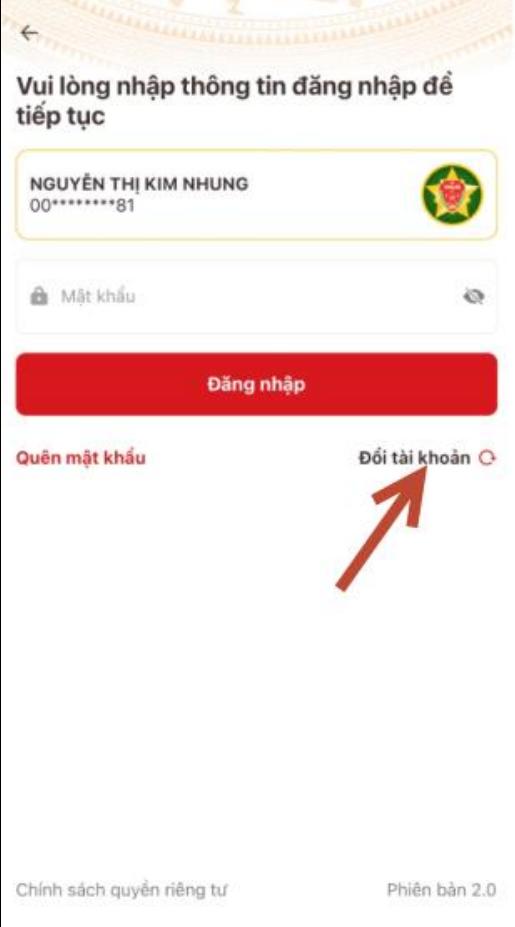 Vui lòng nhập thông tin đăng nhập để
tiếp tục
NGUYỄN THỊ KIM NHUNG
00********81
Mật khẩu
Đăng nhập
Quên mật khẩu
Đổi tài khoản
Chính sách quyền riêng tư
Phiên bản 2.0